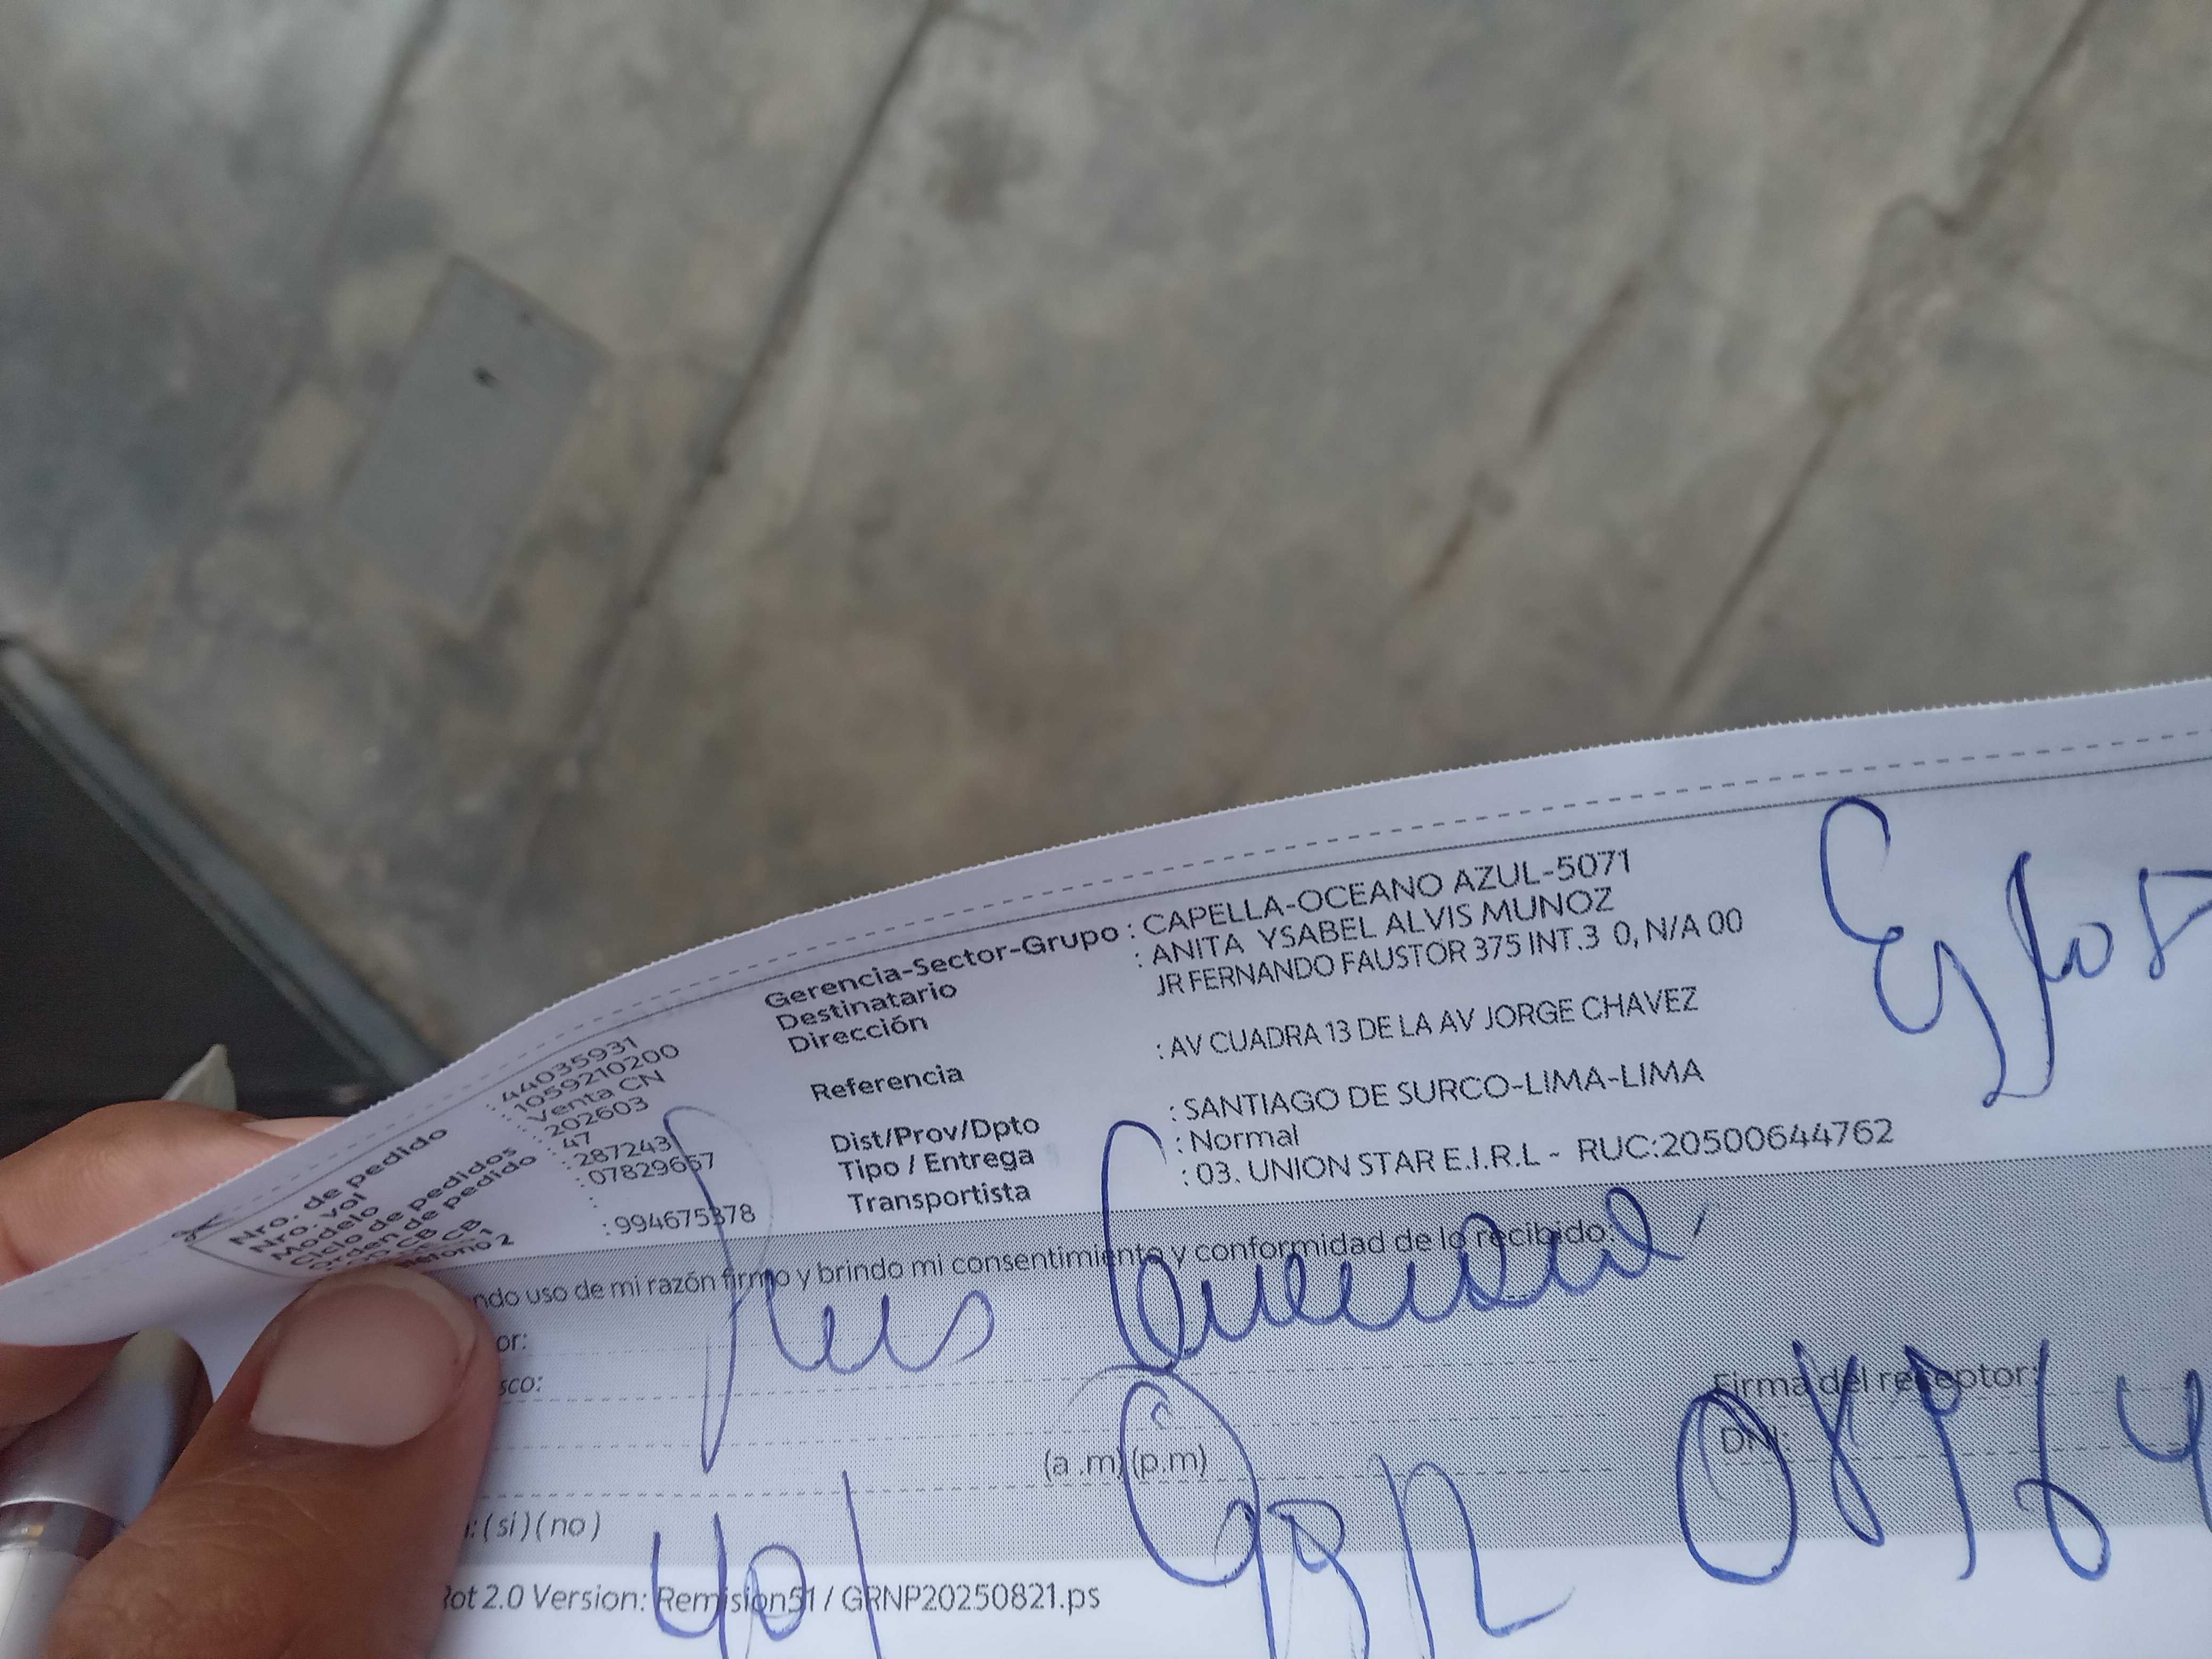 Nro. de pedido : 44035931
Nro. vol : 1059210200
Modelo : Venta CN
Ciclo de pedidos : 202603
Orden de pedido : 47
CB : 287243
CB : 07829657
2 : 994675378
Gerencia-Sector-Grupo : CAPELLA-OCEANO AZUL-5071
Destinatario : ANITA YSABEL ALVIS MUNOZ
Dirección JR FERNANDO FAUSTOR 375 INT.3 0, N/A 00
Referencia : AV CUADRA 13 DE LA AV JORGE CHAVEZ
Dist/Prov/Dpto : SANTIAGO DE SURCO-LIMA-LIMA
Tipo / Entrega : Normal
Transportista : 03. UNION STAR E.I.R.L - RUC:20500644762
ndo uso de mi razón firmo y brindo mi consentimiento y conformidad de lo recibido:
or:
sco:
Firma del receptor:
DNI:
(a .m) (p.m)
: ( si ) ( no )
401
Rot 2.0 Version: Remision51 / GRNP20250821.ps